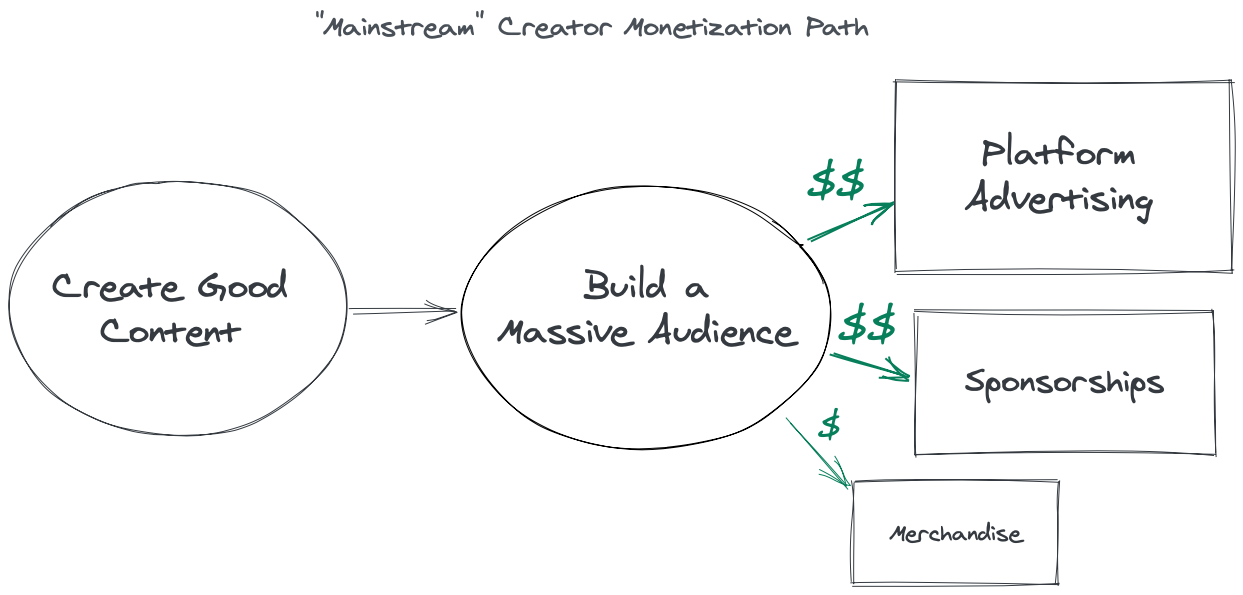 "Mainstream" Creator Monetization Path
Create Good
Content
Build a
Massive Audience
$$
Platform
Advertising
$$
Sponsorships
$
Merchandise